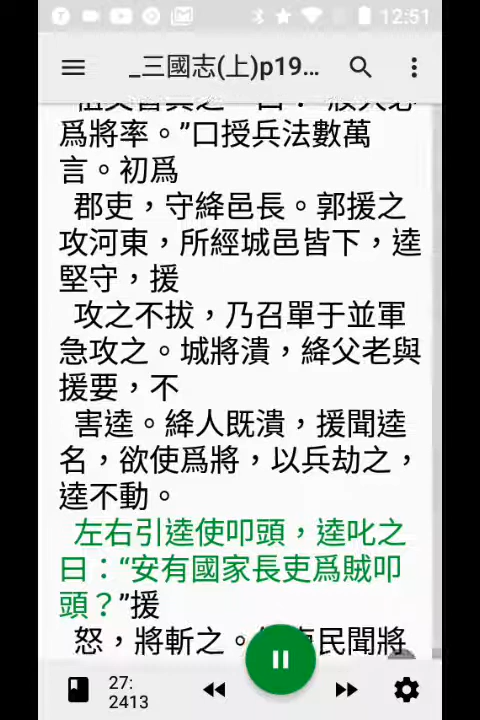 12:51
_三國志(上)p19...
爲將率。”口授兵法數萬
言。初爲
郡吏，守絳邑長。郭援之
攻河東，所經城邑皆下，逵
堅守，援
攻之不拔，乃召單于並軍
急攻之。城將潰，絳父老與
援要，不
害逵。絳人既潰，援聞逵
名，欲使爲將，以兵劫之，
逵不動。
左右引逵使叩頭，逵叱之
曰：“安有國家長吏爲賊叩
頭？”援
怒，將斬之。民聞將
27:
2413